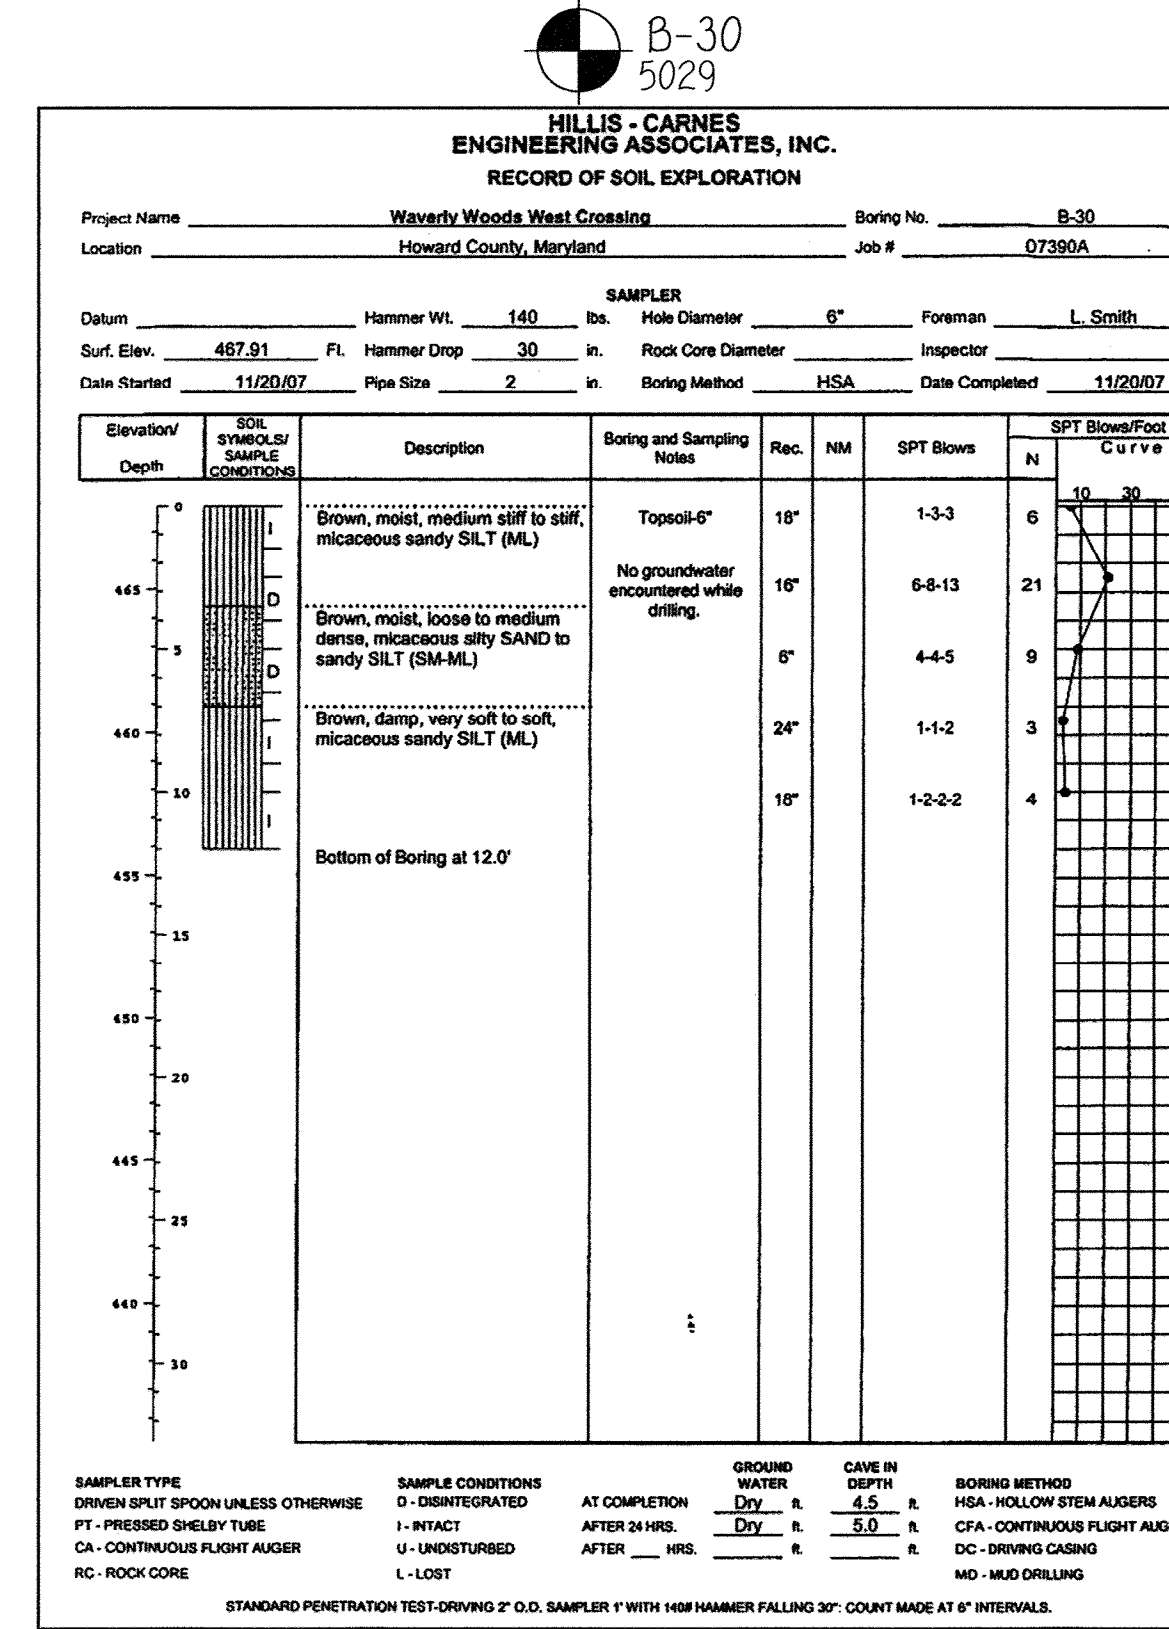 B-30
5029
HILLIS - CARNES
ENGINEERING ASSOCIATES, INC.
RECORD OF SOIL EXPLORATION
Project Name Waverly Woods West Crossing Boring No. B-30
Location Howard County, Maryland Job # 07390A
SAMPLER
Datum Hammer Wt. 140 lbs. Hole Diameter 6" Foreman L. Smith
Surf. Elev. 467.91 Ft. Hammer Drop 30 in. Rock Core Diameter Inspector
Date Started 11/20/07 Pipe Size 2 in. Boring Method HSA Date Completed 11/20/07
Elevation/
Depth
SOIL
SYMBOLS/
SAMPLE
CONDITIONS
Description
Boring and Sampling
Notes
Rec.
NM
SPT Blows
SPT Blows/Foot
N
Curve
10 30
0
I
Brown, moist, medium stiff to stiff,
micaceous sandy SILT (ML)
Topsoil-6"
18"
1-3-3
6
465
D
No groundwater
encountered while
drilling.
16"
6-8-13
21
Brown, moist, loose to medium
dense, micaceous silty SAND to
sandy SILT (SM-ML)
5
D
6"
4-4-5
9
Brown, damp, very soft to soft,
micaceous sandy SILT (ML)
460
I
24"
1-1-2
3
10
I
18"
1-2-2-2
4
Bottom of Boring at 12.0'
455
15
450
20
445
25
440
30
SAMPLER TYPE
DRIVEN SPLIT SPOON UNLESS OTHERWISE
PT - PRESSED SHELBY TUBE
CA - CONTINUOUS FLIGHT AUGER
RC - ROCK CORE
SAMPLE CONDITIONS
D - DISINTEGRATED
I - INTACT
U - UNDISTURBED
L - LOST
GROUND
WATER
CAVE IN
DEPTH
AT COMPLETION Dry ft. 4.5 ft.
AFTER 24 HRS. Dry ft. 5.0 ft.
AFTER ___ HRS. ft. ft.
BORING METHOD
HSA - HOLLOW STEM AUGERS
CFA - CONTINUOUS FLIGHT AUG
DC - DRIVING CASING
MD - MUD DRILLING
STANDARD PENETRATION TEST-DRIVING 2" O.D. SAMPLER 1' WITH 140# HAMMER FALLING 30": COUNT MADE AT 6" INTERVALS.